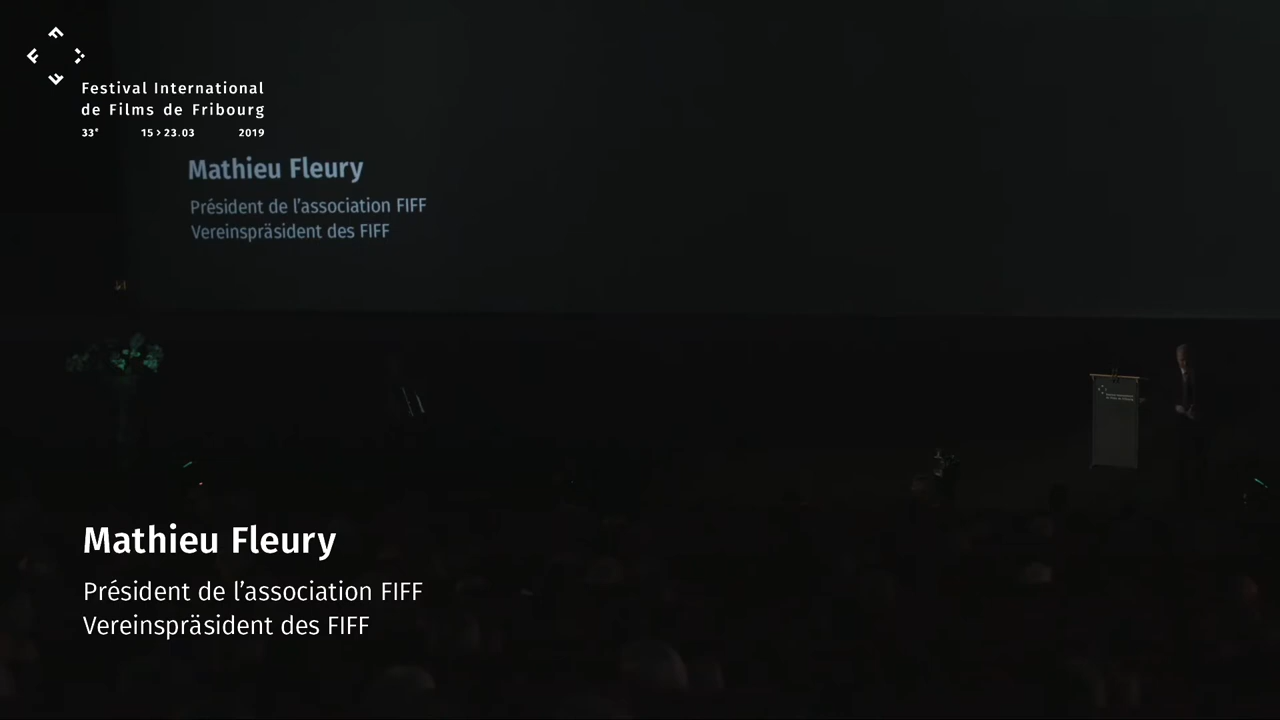 Festival International
de Films de Fribourg
33e 15 > 23.03 2019
Mathieu Fleury
Président de l’association FIFF
Vereinspräsident des FIFF
Mathieu Fleury
Président de l’association FIFF
Vereinspräsident des FIFF